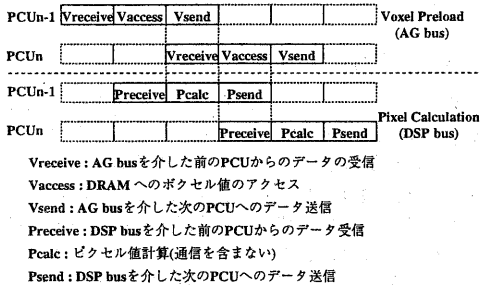 PCUn-1 Vreceive Vaccess Vsend Voxel Preload
(AG bus)
PCUn Vreceive Vaccess Vsend
PCUn-1 Preceive Pcalc Psend
Pixel Calculation
PCUn Preceive Pcalc Psend (DSP bus)
Vreceive : AG busを介した前のPCUからのデータの受信
Vaccess : DRAM へのボクセル値のアクセス
Vsend : AG busを介した次のPCUへのデータ送信
Preceive : DSP busを介した前のPCUからのデータ受信
Pcalc : ピクセル値計算(通信を含まない)
Psend : DSP busを介した次のPCUへのデータ送信